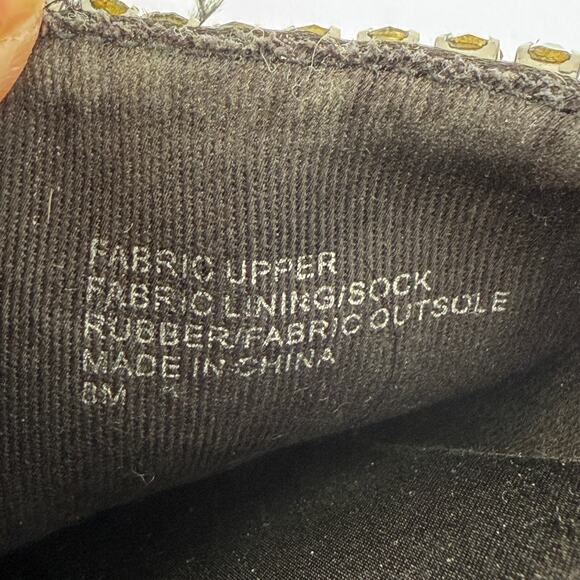 FABRIC UPPER
FABRIC LINING/SOCK
RUBBER/FABRIC OUTSOLE
MADE IN CHINA
8M